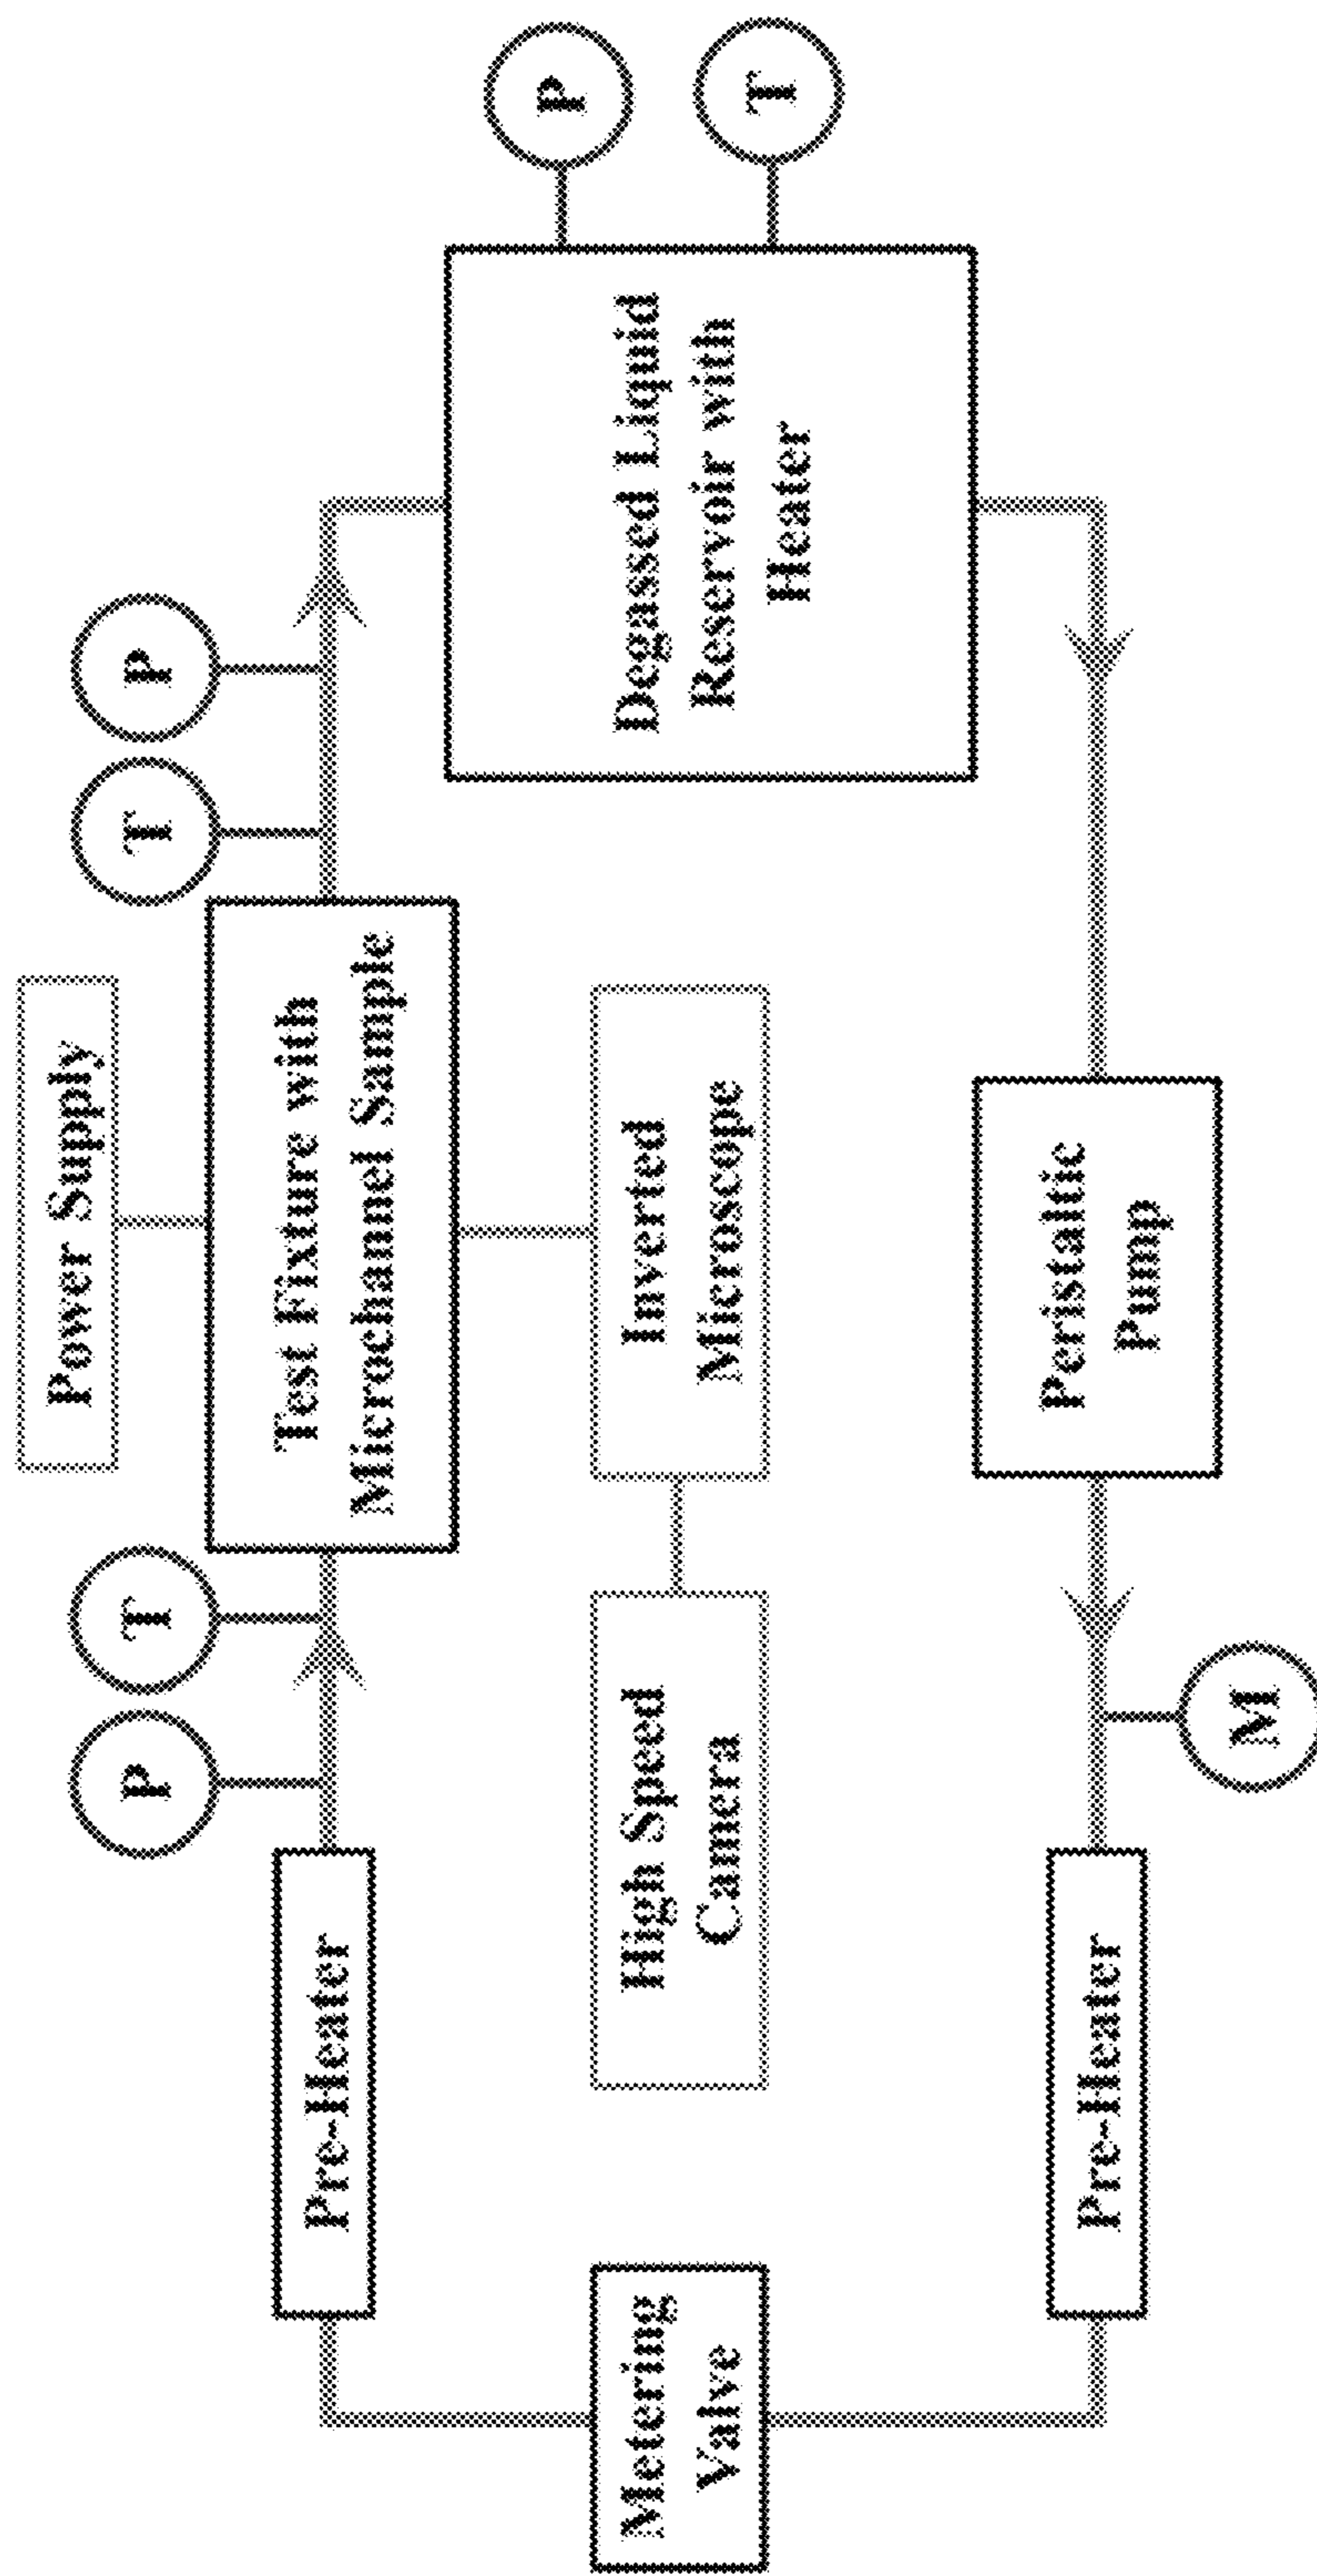 Power Supply
P
T
T
P
Test Fixture with
Microchannel Sample
Pre-Heater
P
T
Inverted
Microscope
High Speed
Camera
Metering
Valve
Degassed Liquid
Reservoir with
Heater
Peristaltic
Pump
Pre-Heater
M